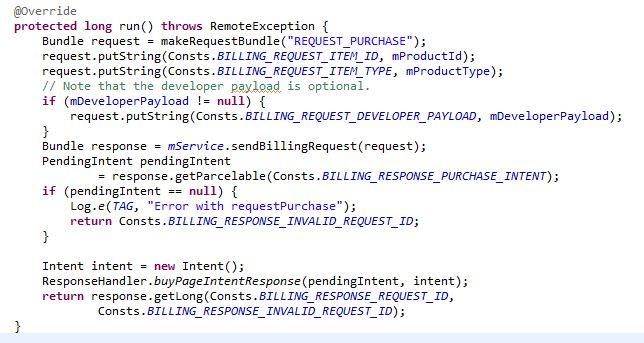 @Override
protected long run() throws RemoteException {
    Bundle request = makeRequestBundle("REQUEST_PURCHASE");
    request.putString(Consts.BILLING_REQUEST_ITEM_ID, mProductId);
    request.putString(Consts.BILLING_REQUEST_ITEM_TYPE, mProductType);
    // Note that the developer payload is optional.
    if (mDeveloperPayload != null) {
        request.putString(Consts.BILLING_REQUEST_DEVELOPER_PAYLOAD, mDeveloperPayload);
    }
    Bundle response = mService.sendBillingRequest(request);
    PendingIntent pendingIntent
            = response.getParcelable(Consts.BILLING_RESPONSE_PURCHASE_INTENT);
    if (pendingIntent == null) {
        Log.e(TAG, "Error with requestPurchase");
        return Consts.BILLING_RESPONSE_INVALID_REQUEST_ID;
    }

    Intent intent = new Intent();
    ResponseHandler.buyPageIntentResponse(pendingIntent, intent);
    return response.getLong(Consts.BILLING_RESPONSE_REQUEST_ID,
            Consts.BILLING_RESPONSE_INVALID_REQUEST_ID);
}